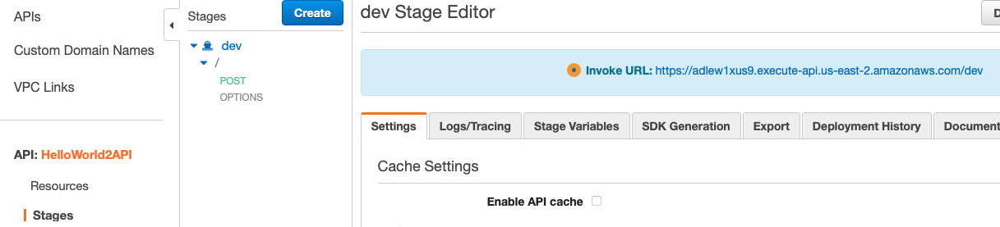 APIs
Custom Domain Names
VPC Links
API: HelloWorld2API
Resources
Stages
Stages
Create
dev
/
POST
OPTIONS
dev Stage Editor
Invoke URL: https://adlew1xus9.execute-api.us-east-2.amazonaws.com/dev
Settings
Logs/Tracing
Stage Variables
SDK Generation
Export
Deployment History
Document
Cache Settings
Enable API cache